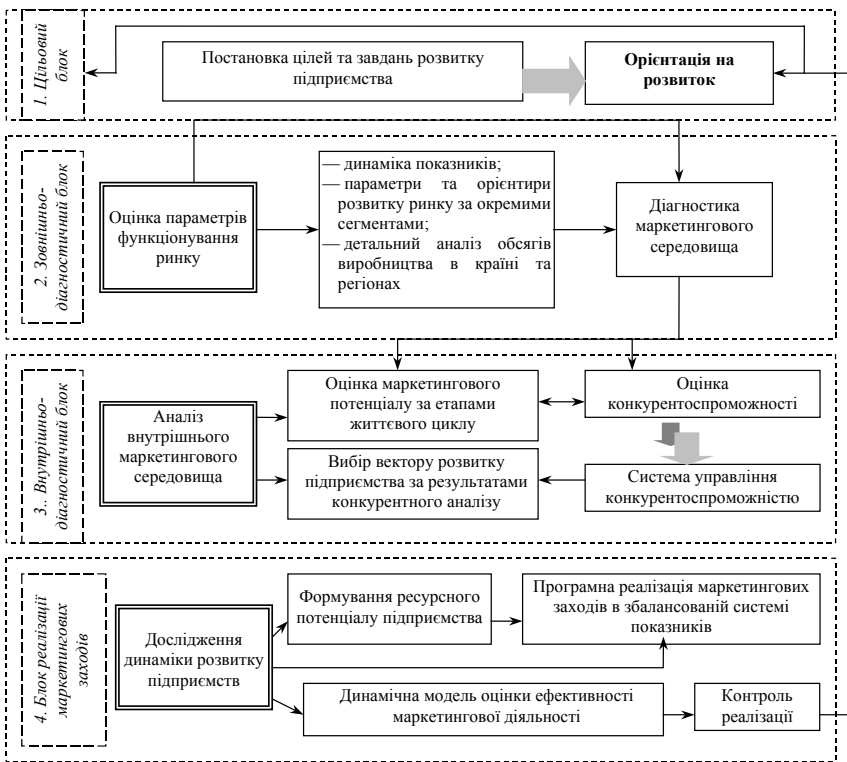 1. Цільовий
блок
Постановка цілей та завдань розвитку
підприємства
Орієнтація на
розвиток
2. Зовнішньо-
діагностичний блок
Оцінка параметрів
функціонування
ринку
— динаміка показників;
— параметри та орієнтири
розвитку ринку за окремими
сегментами;
— детальний аналіз обсягів
виробництва в країні та
регіонах
Діагностика
маркетингового
середовища
3.. Внутрішньо-
діагностичний блок
Аналіз
внутрішнього
маркетингового
середовища
Оцінка маркетингового
потенціалу за етапами
життєвого циклу
Оцінка
конкурентоспроможності
Вибір вектору розвитку
підприємства за результатами
конкурентного аналізу
Система управління
конкурентоспроможністю
4. Блок реалізації
маркетингових
заходів
Дослідження
динаміки розвитку
підприємств
Формування ресурсного
потенціалу підприємства
Програмна реалізація маркетингових
заходів в збалансованій системі
показників
Динамічна модель оцінки ефективності
маркетингової діяльності
Контроль
реалізації